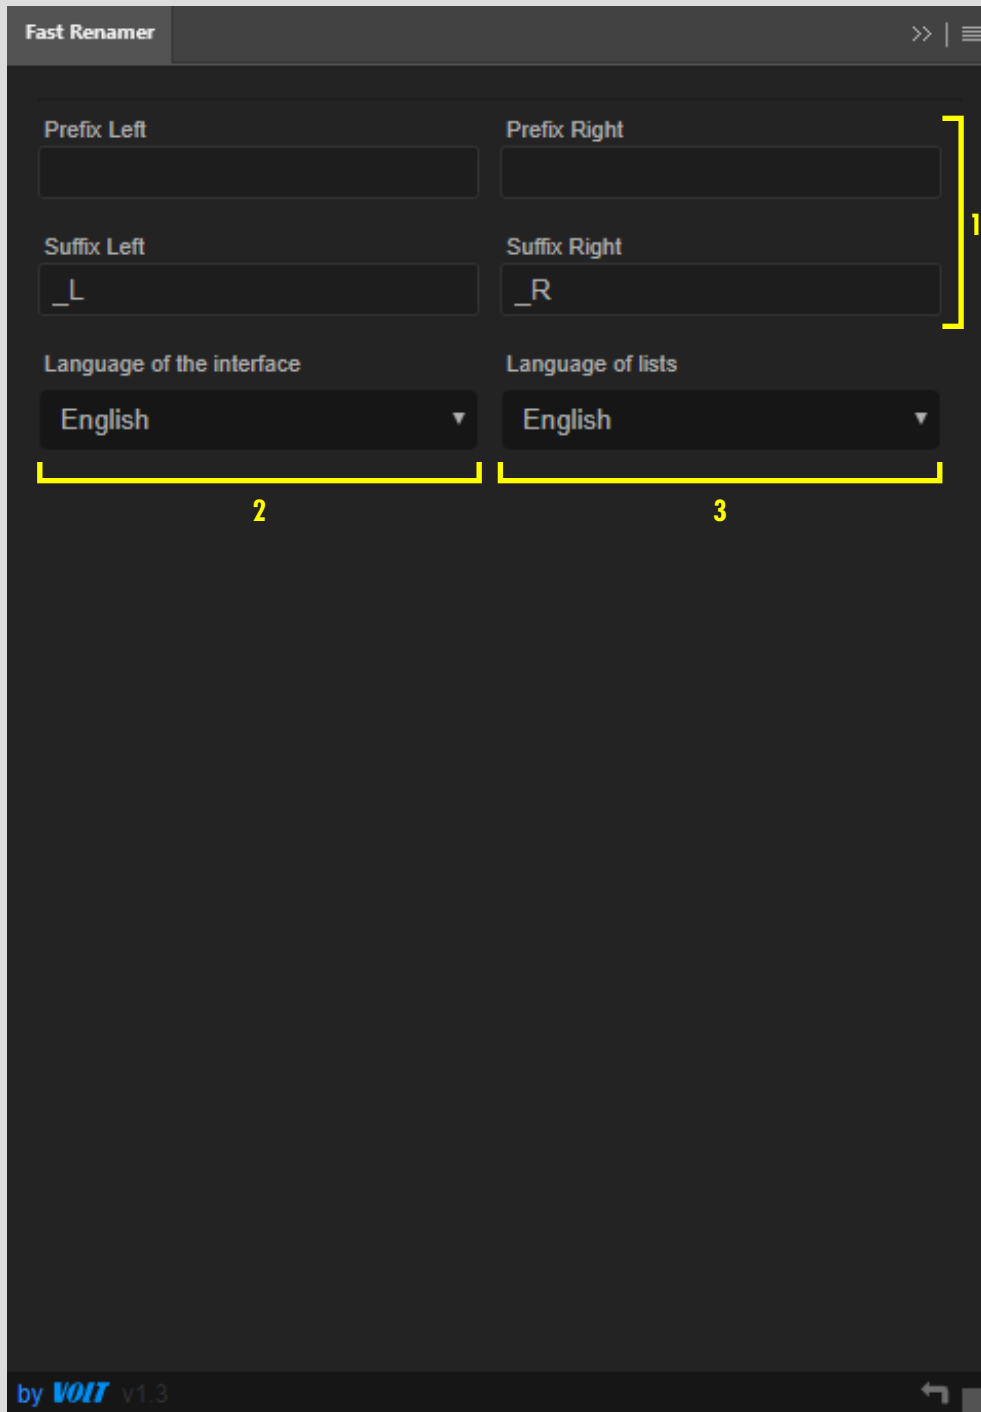 Fast Renamer
Prefix Left Prefix Right
1
Suffix Left Suffix Right
_L _R
Language of the interface Language of lists
English English
2 3
by VOLT v1.3